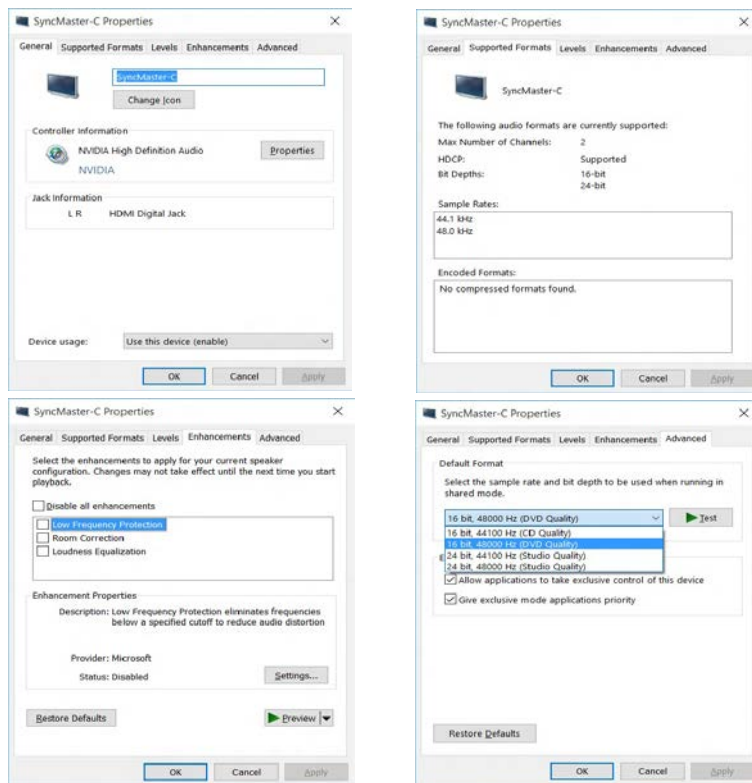 SyncMaster-C Properties
General Supported Formats Levels Enhancements Advanced
SyncMaster-C
Change Icon
Controller Information
NVIDIA High Definition Audio
Properties
NVIDIA
Jack Information
L R HDMI Digital Jack
Device usage:
Use this device (enable)
OK Cancel Apply
SyncMaster-C Properties
General Supported Formats Levels Enhancements Advanced
SyncMaster-C
The following audio formats are currently supported:
Max Number of Channels: 2
HDCP: Supported
Bit Depths: 16-bit
24-bit
Sample Rates:
44.1 kHz
48.0 kHz
Encoded Formats:
No compressed formats found.
OK Cancel Apply
SyncMaster-C Properties
General Supported Formats Levels Enhancements Advanced
Select the enhancements to apply for your current speaker
configuration. Changes may not take effect until the next time you start
playback.
Disable all enhancements
Low Frequency Protection
Room Correction
Loudness Equalization
Enhancement Properties
Description: Low Frequency Protection eliminates frequencies
below a specified cutoff to reduce audio distortion
Provider: Microsoft
Status: Disabled
Settings...
Restore Defaults
Preview
OK Cancel Apply
SyncMaster-C Properties
General Supported Formats Levels Enhancements Advanced
Default Format
Select the sample rate and bit depth to be used when running in
shared mode.
16 bit, 48000 Hz (DVD Quality)
Test
16 bit, 44100 Hz (CD Quality)
16 bit, 48000 Hz (DVD Quality)
24 bit, 44100 Hz (Studio Quality)
24 bit, 48000 Hz (Studio Quality)
Allow applications to take exclusive control of this device
Give exclusive mode applications priority
Restore Defaults
OK Cancel Apply